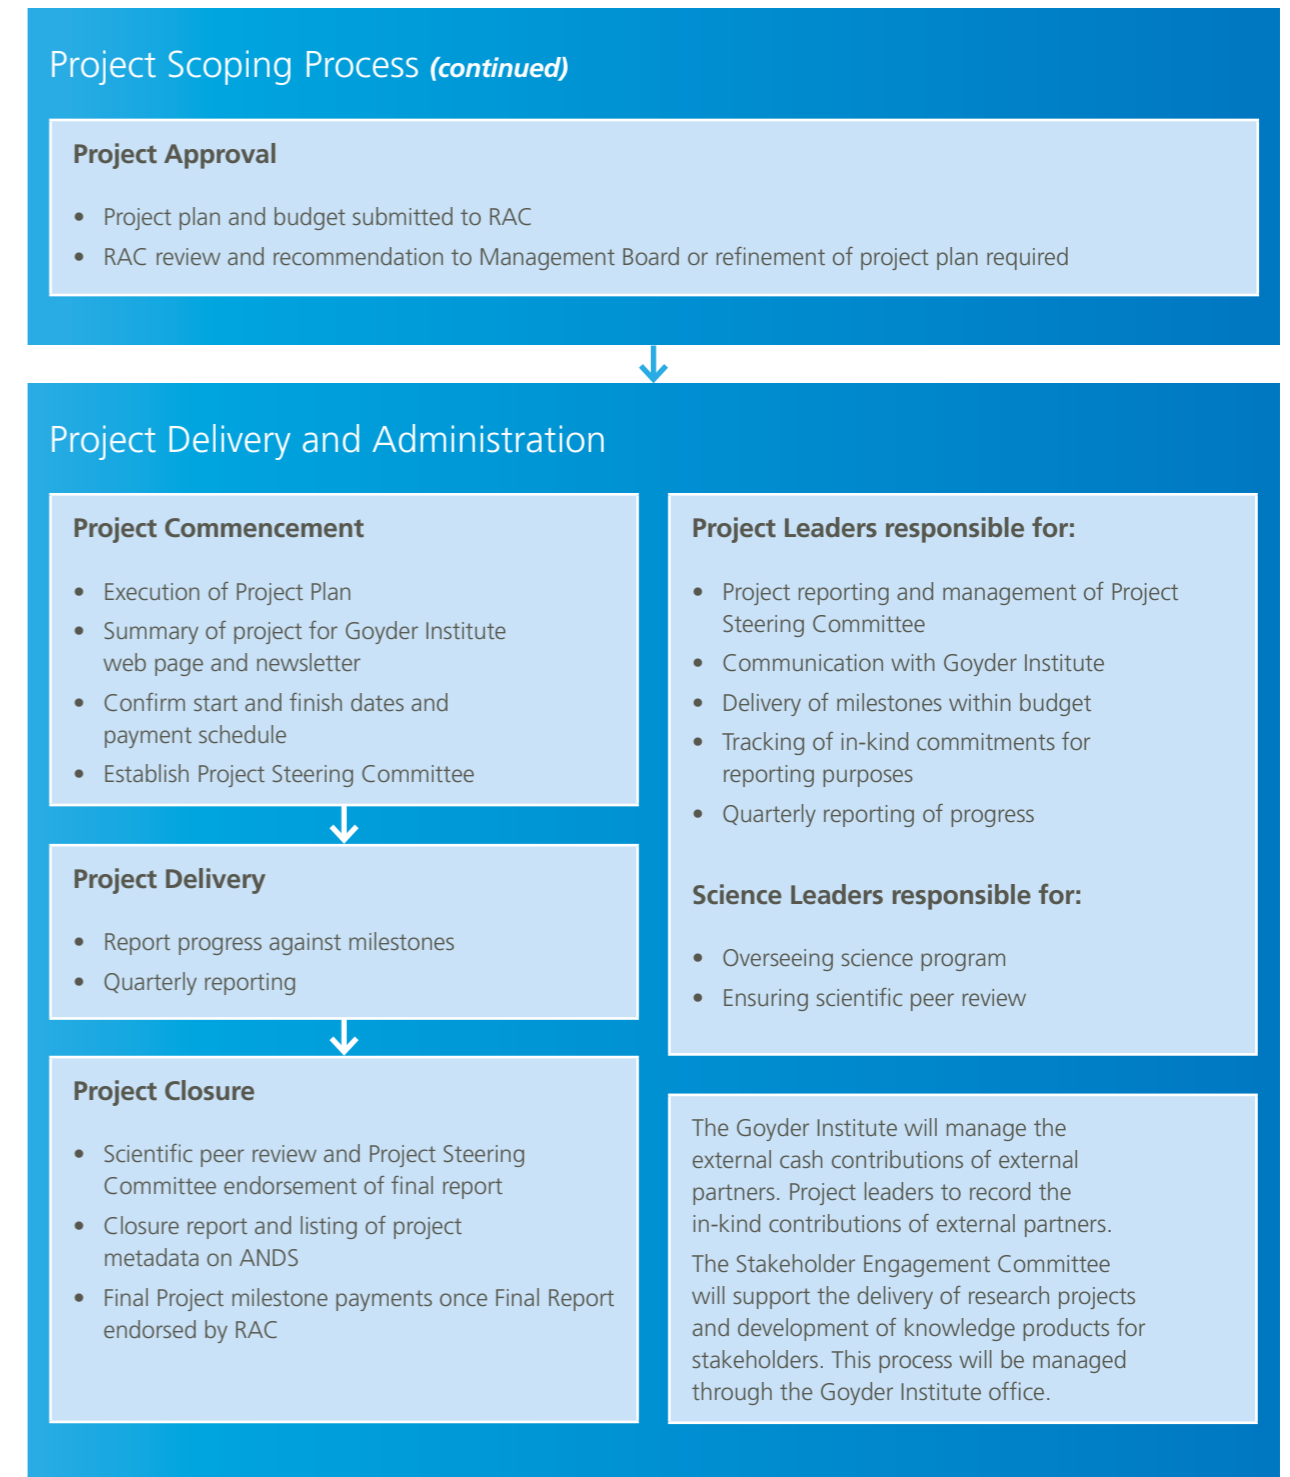 Project Scoping Process (continued)
Project Approval
• Project plan and budget submitted to RAC
• RAC review and recommendation to Management Board or refinement of project plan required
Project Delivery and Administration
Project Commencement
• Execution of Project Plan
• Summary of project for Goyder Institute
web page and newsletter
• Confirm start and finish dates and
payment schedule
• Establish Project Steering Committee
Project Delivery
• Report progress against milestones
• Quarterly reporting
Project Closure
• Scientific peer review and Project Steering
Committee endorsement of final report
• Closure report and listing of project
metadata on ANDS
• Final Project milestone payments once Final Report
endorsed by RAC
Project Leaders responsible for:
• Project reporting and management of Project
Steering Committee
• Communication with Goyder Institute
• Delivery of milestones within budget
• Tracking of in-kind commitments for
reporting purposes
• Quarterly reporting of progress
Science Leaders responsible for:
• Overseeing science program
• Ensuring scientific peer review
The Goyder Institute will manage the
external cash contributions of external
partners. Project leaders to record the
in-kind contributions of external partners.
The Stakeholder Engagement Committee
will support the delivery of research projects
and development of knowledge products for
stakeholders. This process will be managed
through the Goyder Institute office.